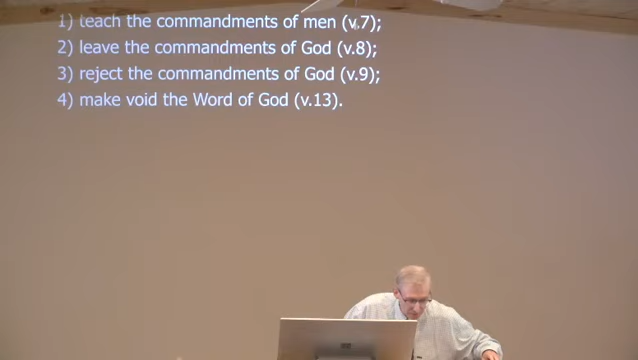 1) teach the commandments of men (v.7);
2) leave the commandments of God (v.8);
3) reject the commandments of God (v.9);
4) make void the Word of God (v.13).